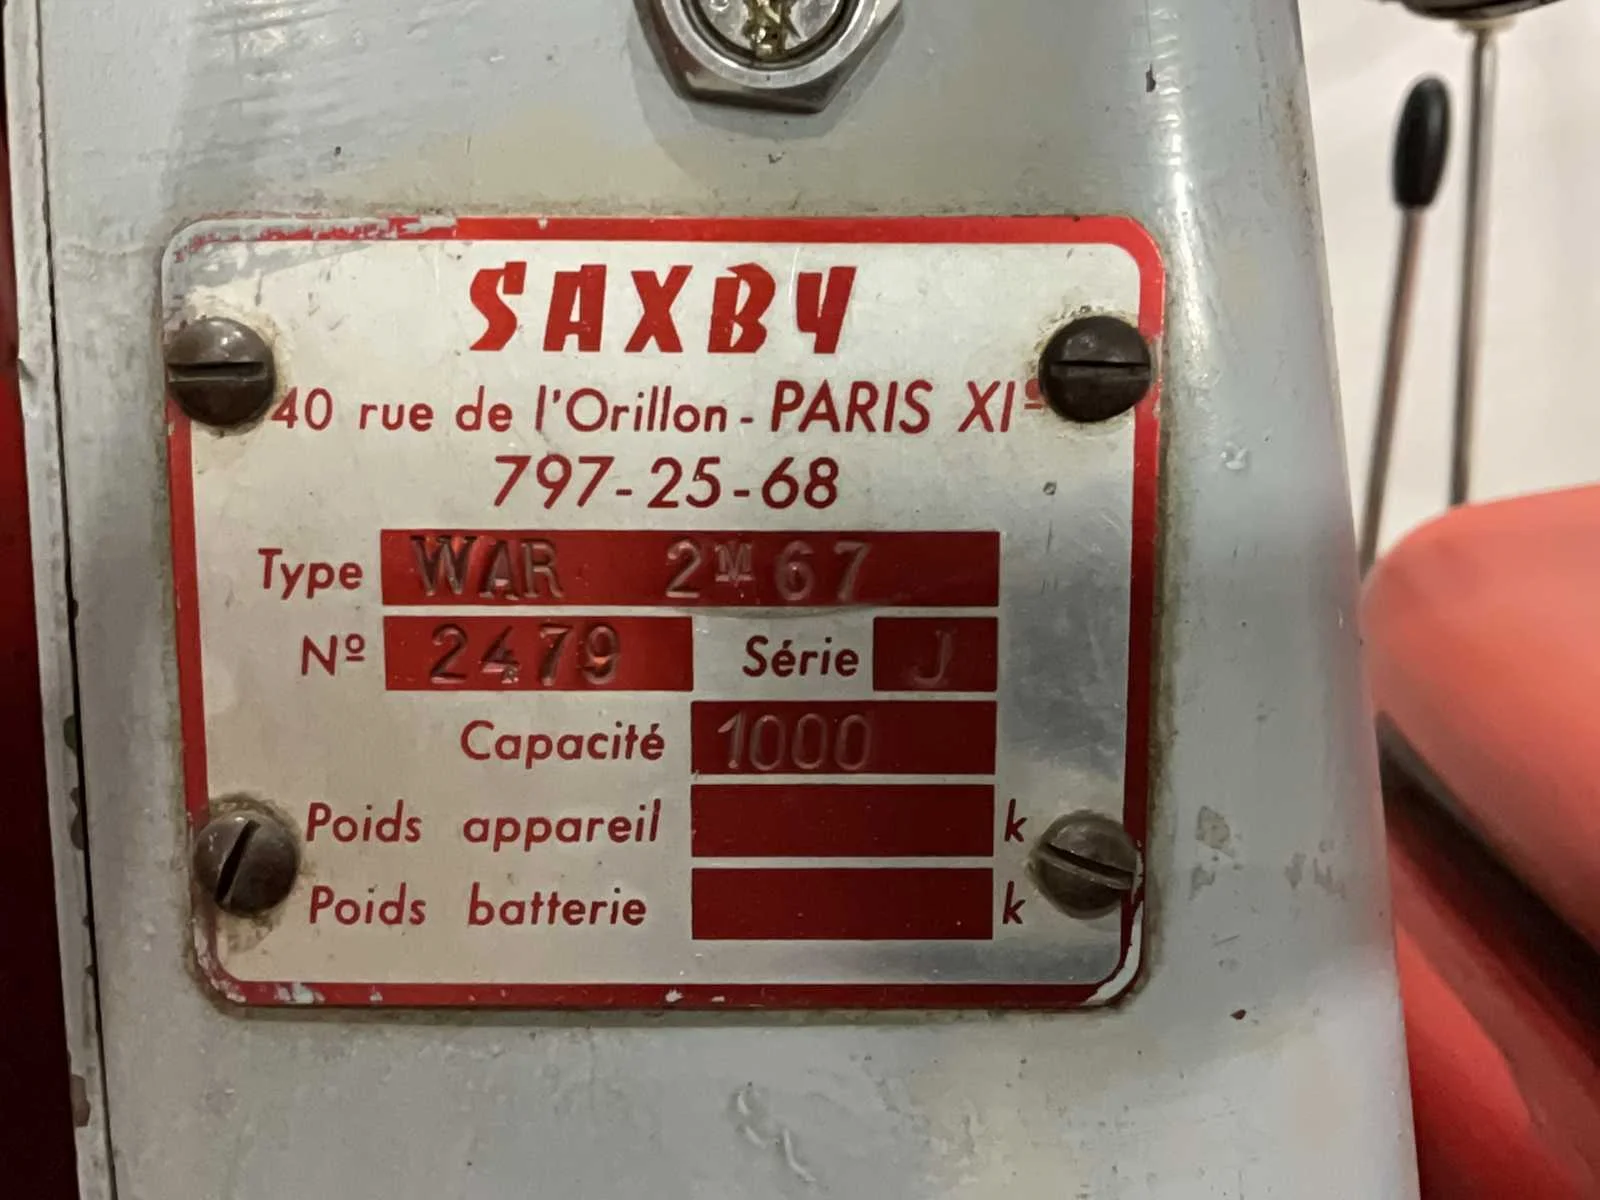 SAXBY
40 rue de l'Orillon - PARIS XIe
797-25-68
Type WAR 2M67
Nº 2479 Série J
Capacité 1000
Poids appareil k
Poids batterie k